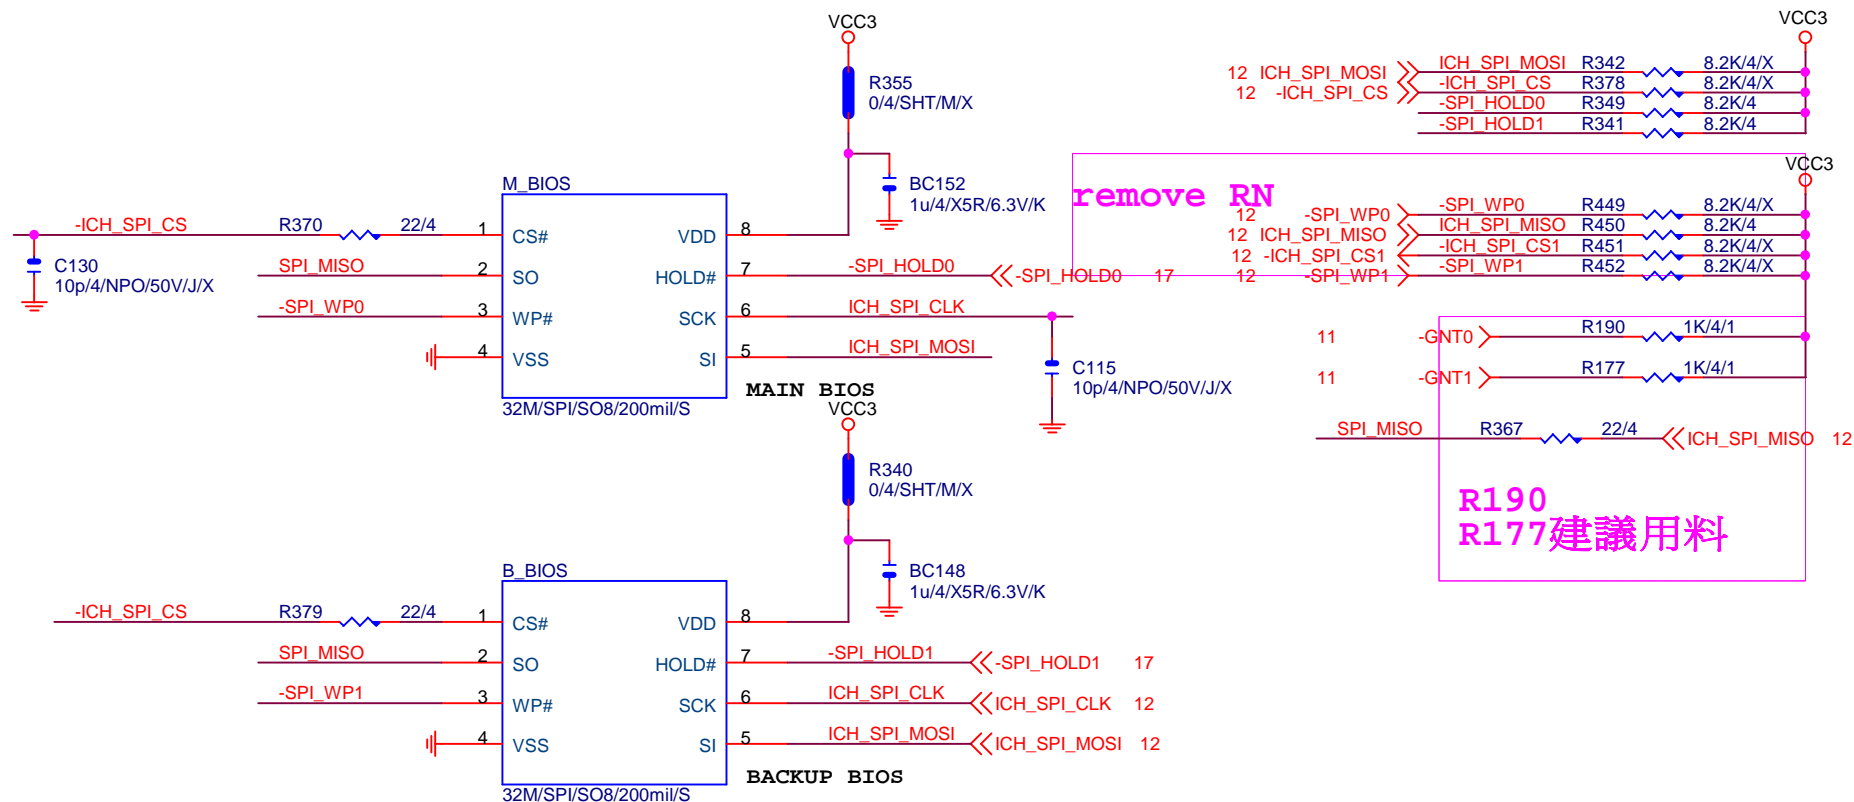 VCC3
R355
0/4/SHT/M/X
BC152
1u/4/X5R/6.3V/K
M_BIOS
-ICH_SPI_CS R370 22/4 1 CS# VDD 8
C130
10p/4/NPO/50V/J/X
SPI_MISO 2 SO HOLD# 7 -SPI_HOLD0 -SPI_HOLD0 17
-SPI_WP0 3 WP# SCK 6 ICH_SPI_CLK
4 VSS SI 5 ICH_SPI_MOSI
C115
10p/4/NPO/50V/J/X
MAIN BIOS
32M/SPI/SO8/200mil/S
VCC3
R340
0/4/SHT/M/X
BC148
1u/4/X5R/6.3V/K
B_BIOS
-ICH_SPI_CS R379 22/4 1 CS# VDD 8
SPI_MISO 2 SO HOLD# 7 -SPI_HOLD1 -SPI_HOLD1 17
-SPI_WP1 3 WP# SCK 6 ICH_SPI_CLK ICH_SPI_CLK 12
4 VSS SI 5 ICH_SPI_MOSI ICH_SPI_MOSI 12
BACKUP BIOS
32M/SPI/SO8/200mil/S
VCC3
12 ICH_SPI_MOSI ICH_SPI_MOSI R342 8.2K/4/X
12 -ICH_SPI_CS -ICH_SPI_CS R378 8.2K/4/X
-SPI_HOLD0 R349 8.2K/4
-SPI_HOLD1 R341 8.2K/4
VCC3
remove RN
12 -SPI_WP0 -SPI_WP0 R449 8.2K/4/X
12 ICH_SPI_MISO ICH_SPI_MISO R450 8.2K/4
12 -ICH_SPI_CS1 -ICH_SPI_CS1 R451 8.2K/4/X
12 -SPI_WP1 -SPI_WP1 R452 8.2K/4/X
11 -GNT0 R190 1K/4/1
11 -GNT1 R177 1K/4/1
SPI_MISO R367 22/4 ICH_SPI_MISO 12
R190
R177建議用料